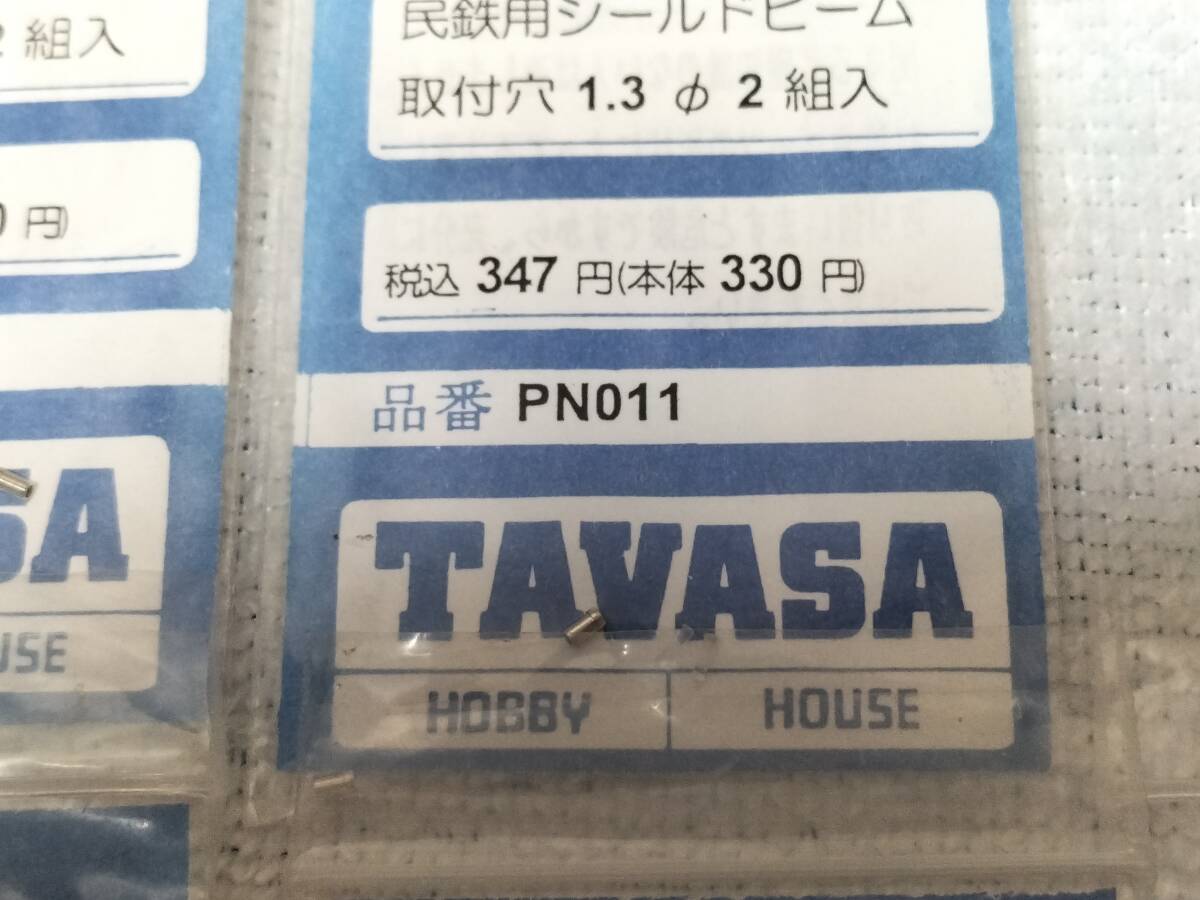 2 組入
円)
SA
USE
民鉄用シールドビーム
取付穴 1.3 φ 2 組入
税込 347 円(本体 330 円)
品番 PN011
TAVASA
HOBBY HOUSE